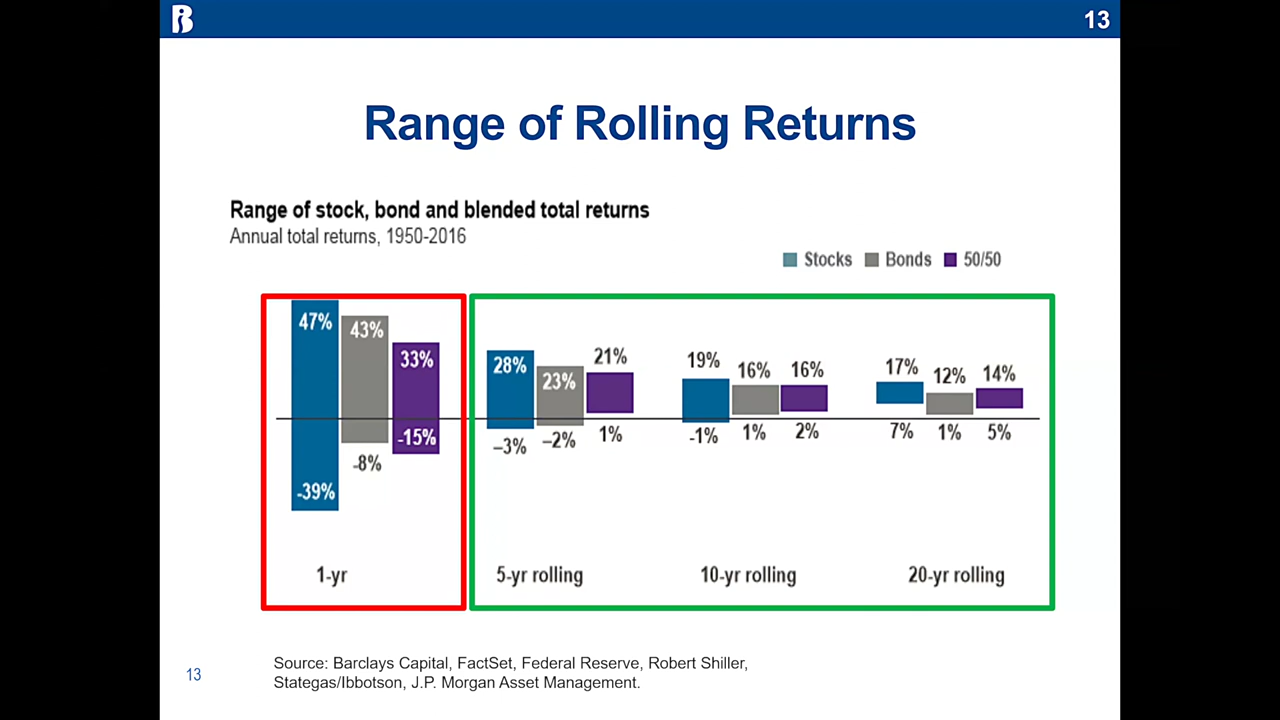 13
Range of Rolling Returns
Range of stock, bond and blended total returns
Annual total returns, 1950-2016
Stocks Bonds 50/50
47% 43% 33%
-39% -8% -15%
1-yr
28% 23% 21%
–3% –2% 1%
5-yr rolling
19% 16% 16%
-1% 1% 2%
10-yr rolling
17% 12% 14%
7% 1% 5%
20-yr rolling
Source: Barclays Capital, FactSet, Federal Reserve, Robert Shiller,
Stategas/Ibbotson, J.P. Morgan Asset Management.
13